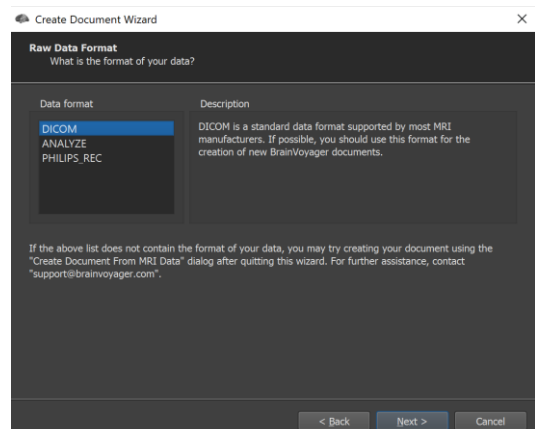 Create Document Wizard
Raw Data Format
What is the format of your data?
Data format
Description
DICOM
ANALYZE
PHILIPS_REC
DICOM is a standard data format supported by most MRI
manufacturers. If possible, you should use this format for the
creation of new BrainVoyager documents.
If the above list does not contain the format of your data, you may try creating your document using the
"Create Document From MRI Data" dialog after quitting this wizard. For further assistance, contact
"support@brainvoyager.com".
< Back
Next >
Cancel